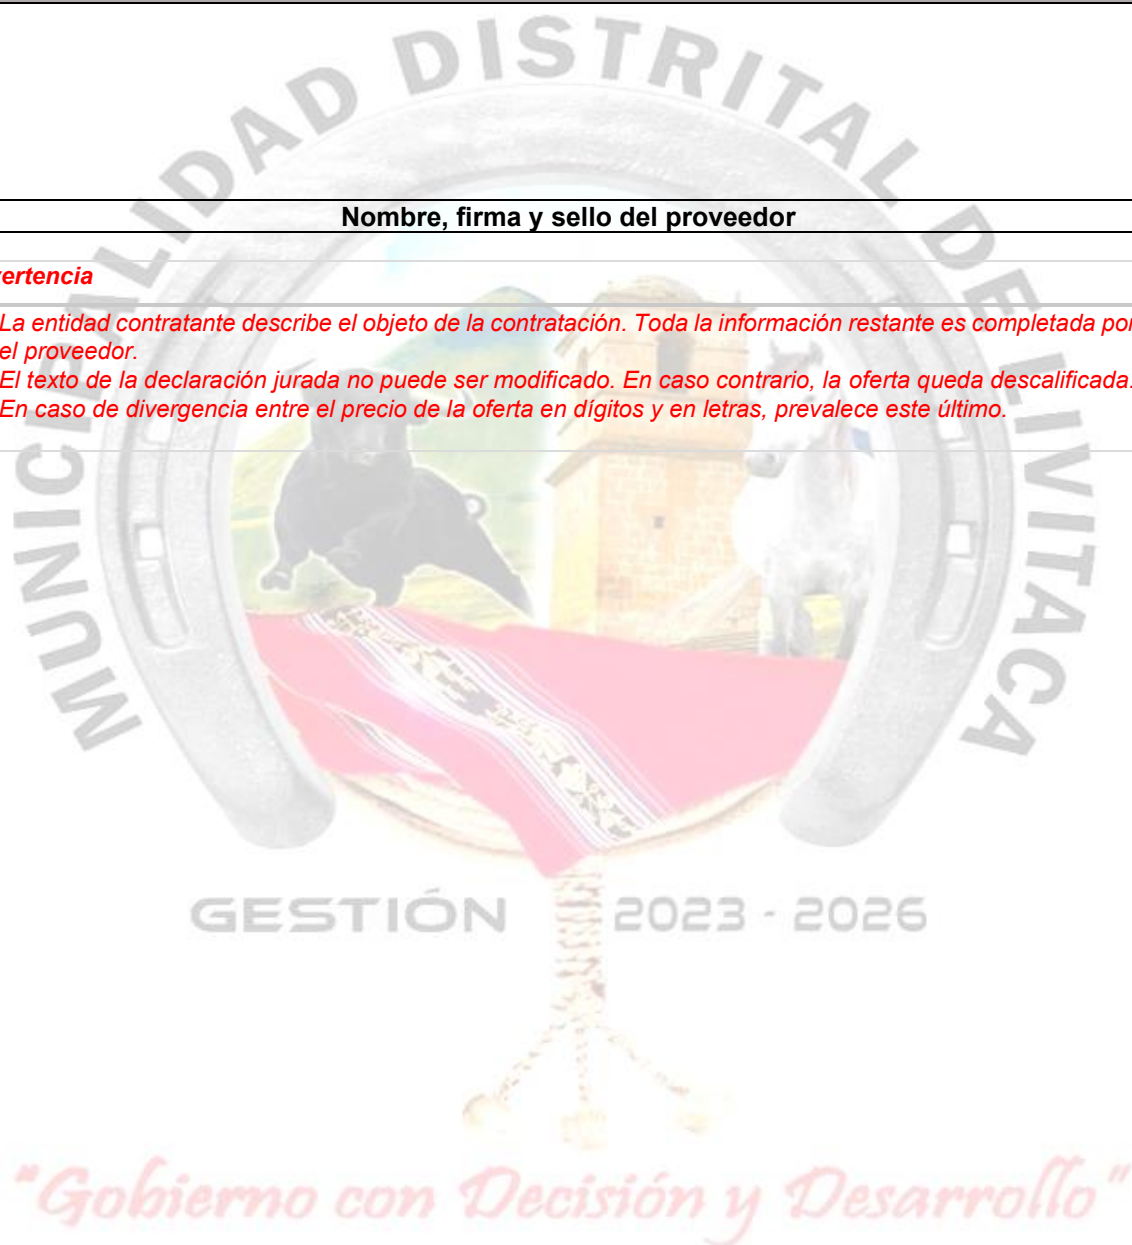 MUNICIPALIDAD DISTRITAL DE LIVITACA
Nombre, firma y sello del proveedor
vertencia
La entidad contratante describe el objeto de la contratación. Toda la información restante es completada por
el proveedor.
El texto de la declaración jurada no puede ser modificado. En caso contrario, la oferta queda descalificada.
En caso de divergencia entre el precio de la oferta en dígitos y en letras, prevalece este último.
GESTIÓN 2023 - 2026
"Gobierno con Decisión y Desarrollo"